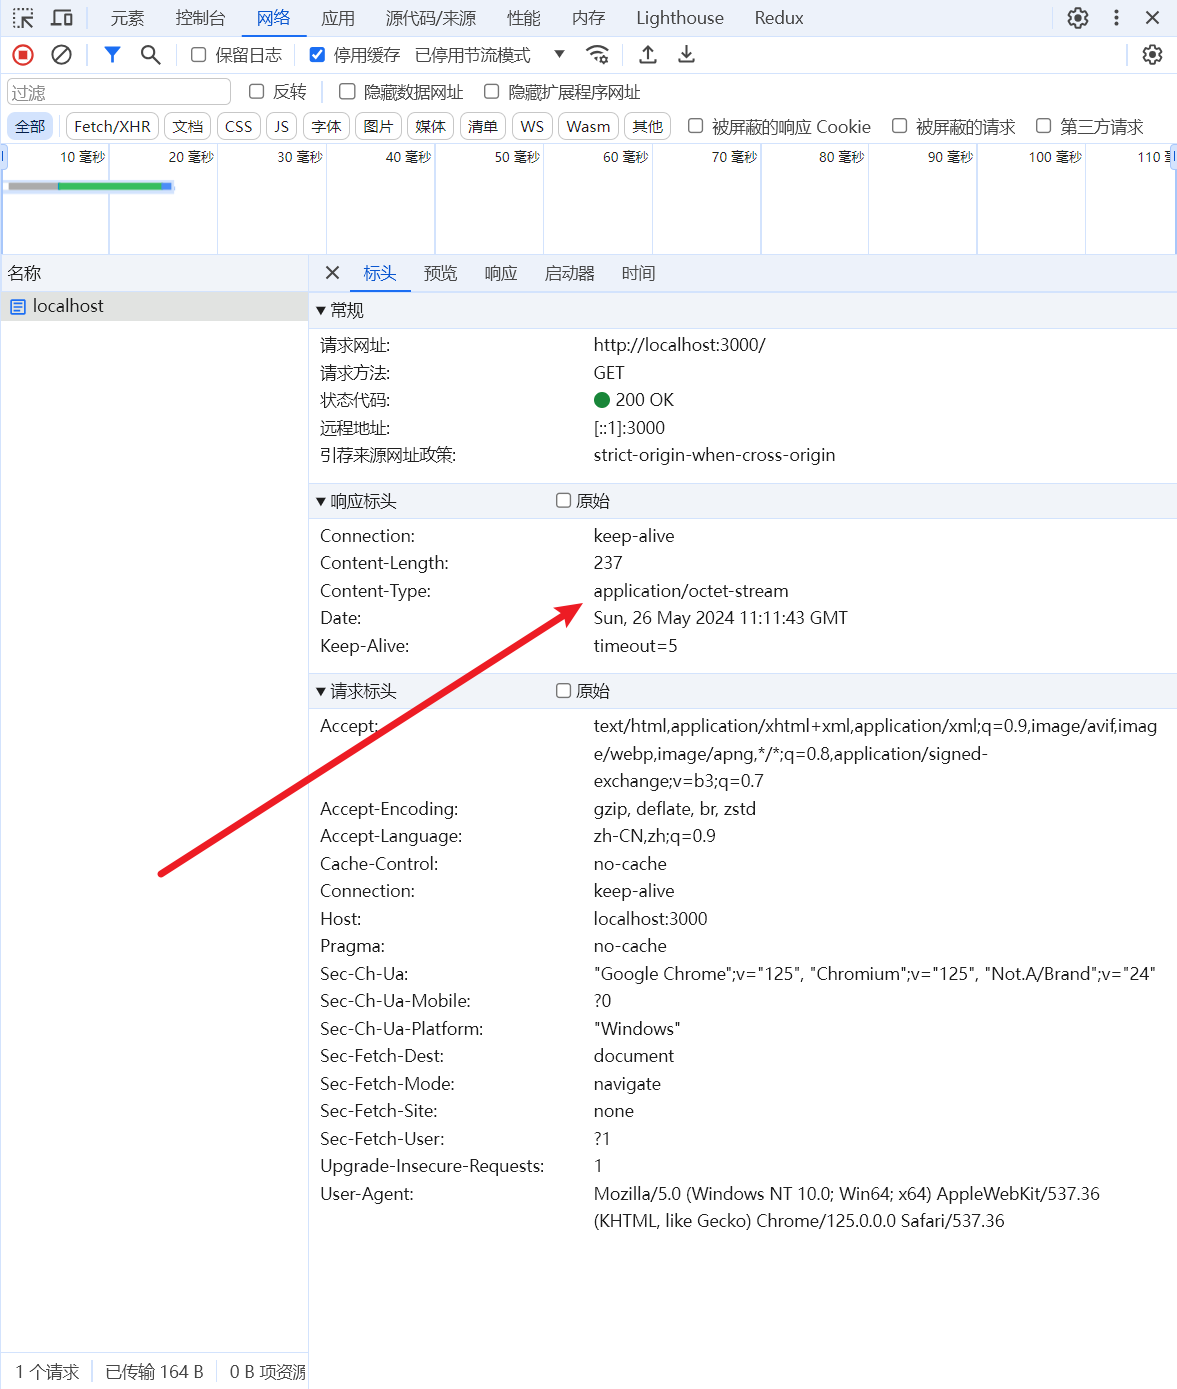 元素 控制台 网络 应用 源代码/来源 性能 内存 Lighthouse Redux
保留日志 停用缓存 已停用节流模式
过滤 反转 隐藏数据网址 隐藏扩展程序网址
全部 Fetch/XHR 文档 CSS JS 字体 图片 媒体 清单 WS Wasm 其他 被屏蔽的响应 Cookie 被屏蔽的请求 第三方请求
10 毫秒 20 毫秒 30 毫秒 40 毫秒 50 毫秒 60 毫秒 70 毫秒 80 毫秒 90 毫秒 100 毫秒 110
名称 标头 预览 响应 启动器 时间
localhost
常规
请求网址: http://localhost:3000/
请求方法: GET
状态代码: 200 OK
远程地址: [::1]:3000
引荐来源网址政策: strict-origin-when-cross-origin
响应标头 原始
Connection: keep-alive
Content-Length: 237
Content-Type: application/octet-stream
Date: Sun, 26 May 2024 11:11:43 GMT
Keep-Alive: timeout=5
请求标头 原始
Accept: text/html,application/xhtml+xml,application/xml;q=0.9,image/avif,imag
e/webp,image/apng,*/*;q=0.8,application/signed-
exchange;v=b3;q=0.7
Accept-Encoding: gzip, deflate, br, zstd
Accept-Language: zh-CN,zh;q=0.9
Cache-Control: no-cache
Connection: keep-alive
Host: localhost:3000
Pragma: no-cache
Sec-Ch-Ua: "Google Chrome";v="125", "Chromium";v="125", "Not.A/Brand";v="24"
Sec-Ch-Ua-Mobile: ?0
Sec-Ch-Ua-Platform: "Windows"
Sec-Fetch-Dest: document
Sec-Fetch-Mode: navigate
Sec-Fetch-Site: none
Sec-Fetch-User: ?1
Upgrade-Insecure-Requests: 1
User-Agent: Mozilla/5.0 (Windows NT 10.0; Win64; x64) AppleWebKit/537.36
(KHTML, like Gecko) Chrome/125.0.0.0 Safari/537.36
1 个请求 已传输 164 B 0 B 项资源